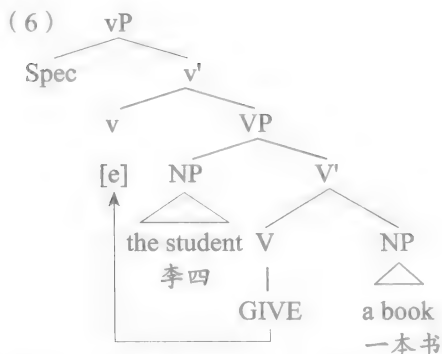 (6) vP
Spec v'
v VP
[e] NP V'
the student V NP
李四
GIVE a book
一本书